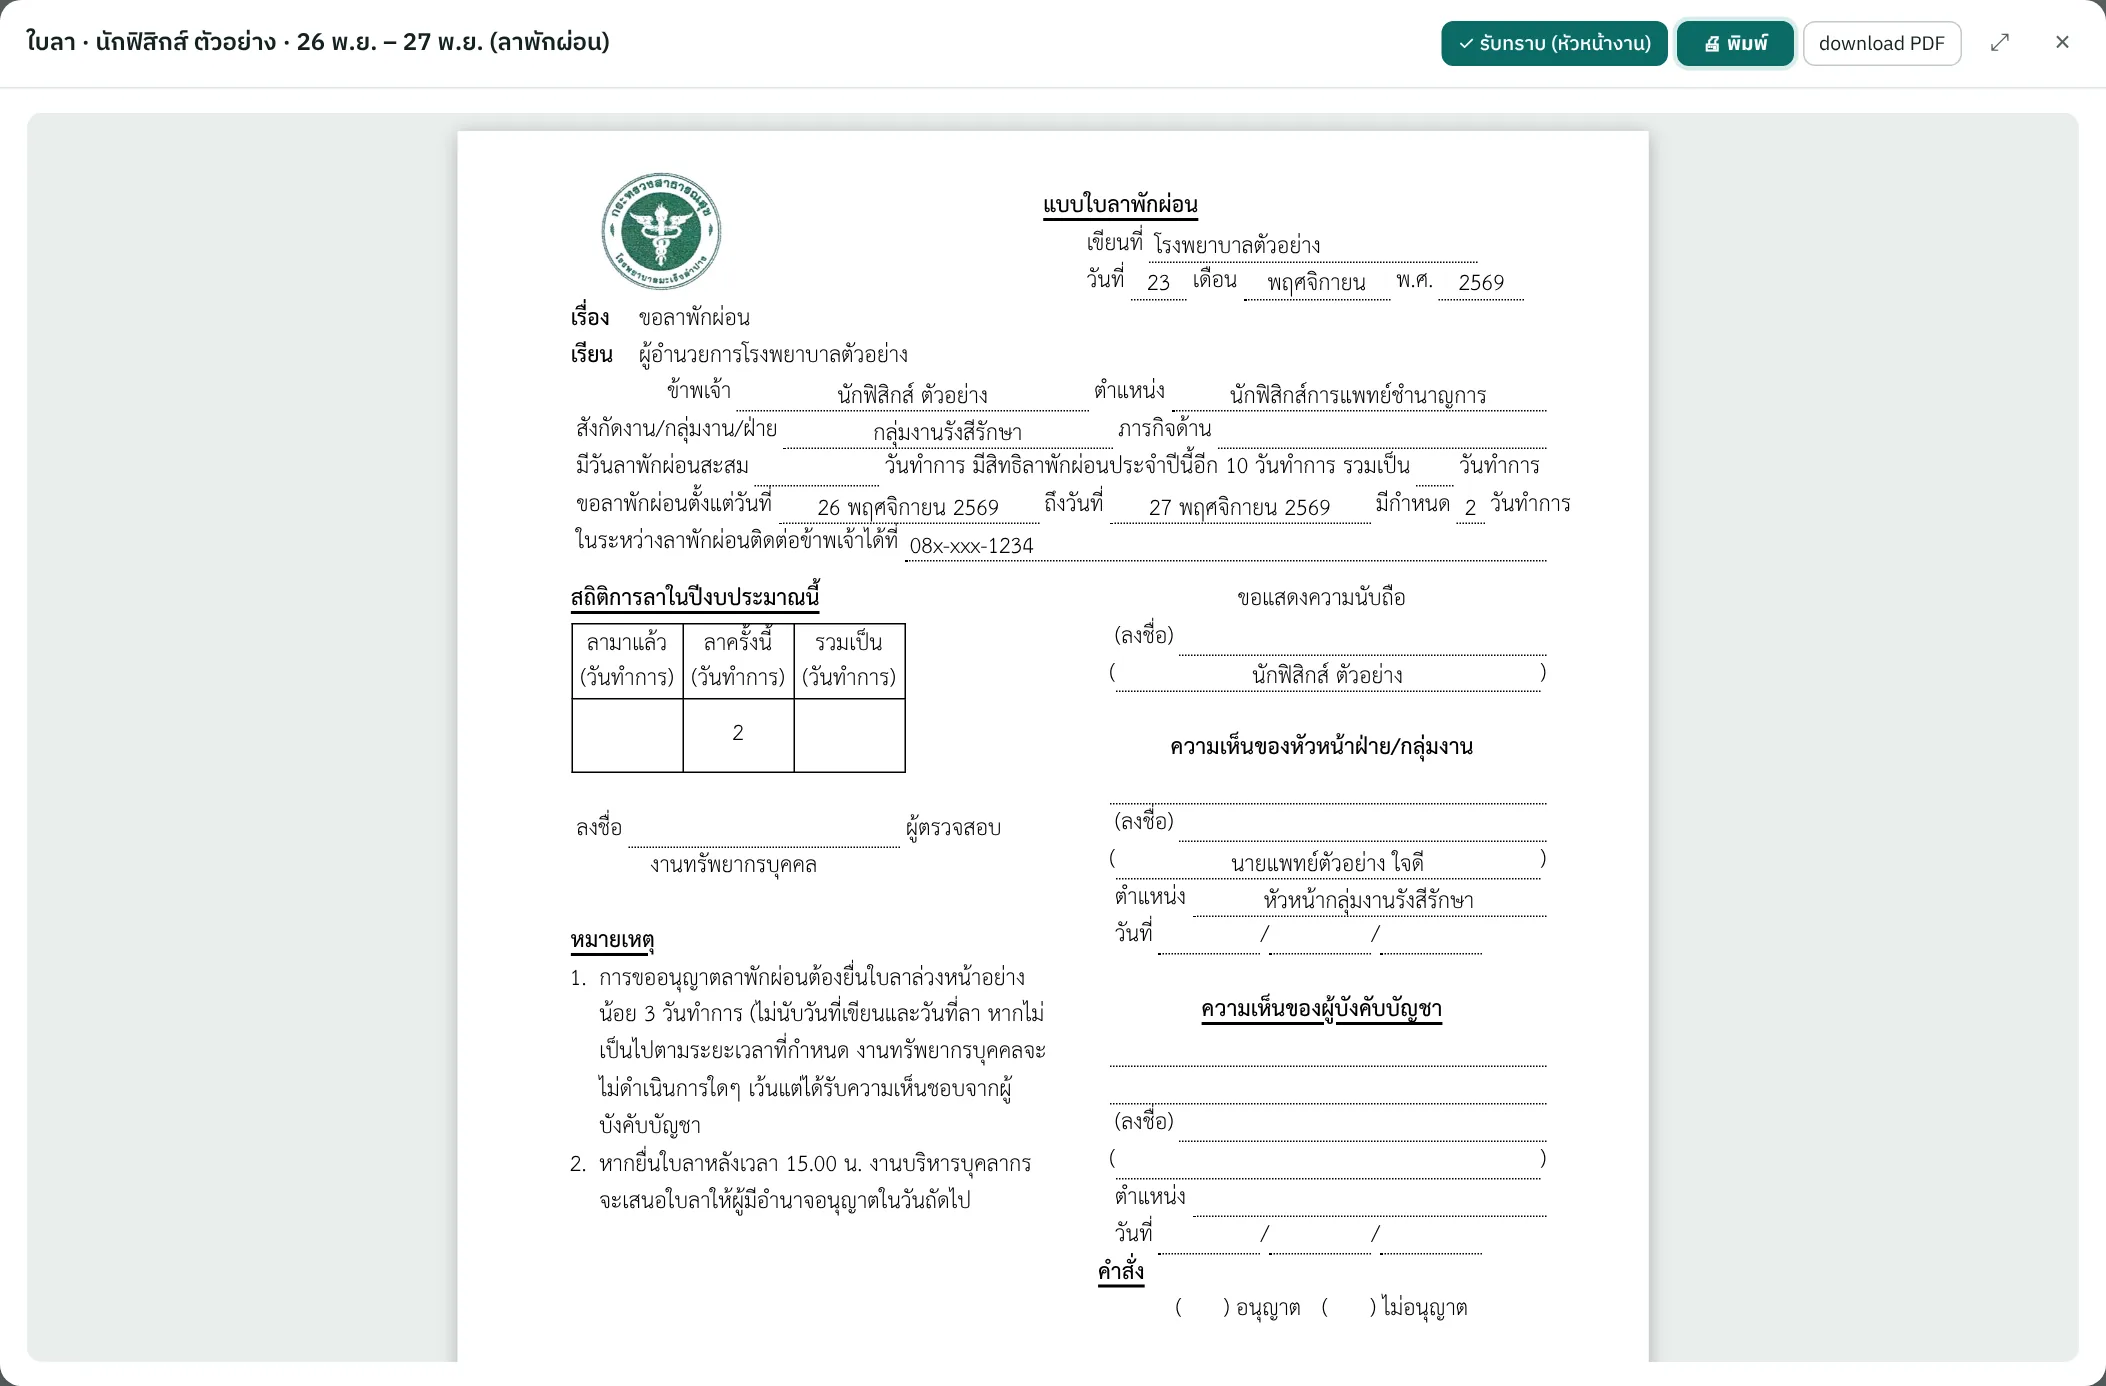 ใบลา · นักฟิสิกส์ ตัวอย่าง · 26 พ.ย. – 27 พ.ย. (ลาพักผ่อน)
✓ รับทราบ (หัวหน้างาน) พิมพ์ download PDF
กระทรวงสาธารณสุข
โรงพยาบาลมะเร็งลำปาง
แบบใบลาพักผ่อน
เขียนที่ โรงพยาบาลตัวอย่าง
วันที่ 23 เดือน พฤศจิกายน พ.ศ. 2569
เรื่อง ขอลาพักผ่อน
เรียน ผู้อำนวยการโรงพยาบาลตัวอย่าง
ข้าพเจ้า นักฟิสิกส์ ตัวอย่าง ตำแหน่ง นักฟิสิกส์การแพทย์ชำนาญการ
สังกัดงาน/กลุ่มงาน/ฝ่าย กลุ่มงานรังสีรักษา ภารกิจด้าน
มีวันลาพักผ่อนสะสม วันทำการ มีสิทธิลาพักผ่อนประจำปีนี้อีก 10 วันทำการ รวมเป็น วันทำการ
ขอลาพักผ่อนตั้งแต่วันที่ 26 พฤศจิกายน 2569 ถึงวันที่ 27 พฤศจิกายน 2569 มีกำหนด 2 วันทำการ
ในระหว่างลาพักผ่อนติดต่อข้าพเจ้าได้ที่ 08x-xxx-1234
สถิติการลาในปีงบประมาณนี้
ลามาแล้ว ลาครั้งนี้ รวมเป็น
(วันทำการ) (วันทำการ) (วันทำการ)
2
ลงชื่อ ผู้ตรวจสอบ
งานทรัพยากรบุคคล
หมายเหตุ
1. การขออนุญาตลาพักผ่อนต้องยื่นใบลาล่วงหน้าอย่าง
น้อย 3 วันทำการ (ไม่นับวันที่เขียนและวันที่ลา หากไม่
เป็นไปตามระยะเวลาที่กำหนด งานทรัพยากรบุคคลจะ
ไม่ดำเนินการใดๆ เว้นแต่ได้รับความเห็นชอบจากผู้
บังคับบัญชา
2. หากยื่นใบลาหลังเวลา 15.00 น. งานบริหารบุคลากร
จะเสนอใบลาให้ผู้มีอำนาจอนุญาตในวันถัดไป
ขอแสดงความนับถือ
(ลงชื่อ)
( นักฟิสิกส์ ตัวอย่าง )
ความเห็นของหัวหน้าฝ่าย/กลุ่มงาน
(ลงชื่อ)
( นายแพทย์ตัวอย่าง ใจดี )
ตำแหน่ง หัวหน้ากลุ่มงานรังสีรักษา
วันที่ / /
ความเห็นของผู้บังคับบัญชา
(ลงชื่อ)
( )
ตำแหน่ง
วันที่ / /
คำสั่ง
( ) อนุญาต ( ) ไม่อนุญาต